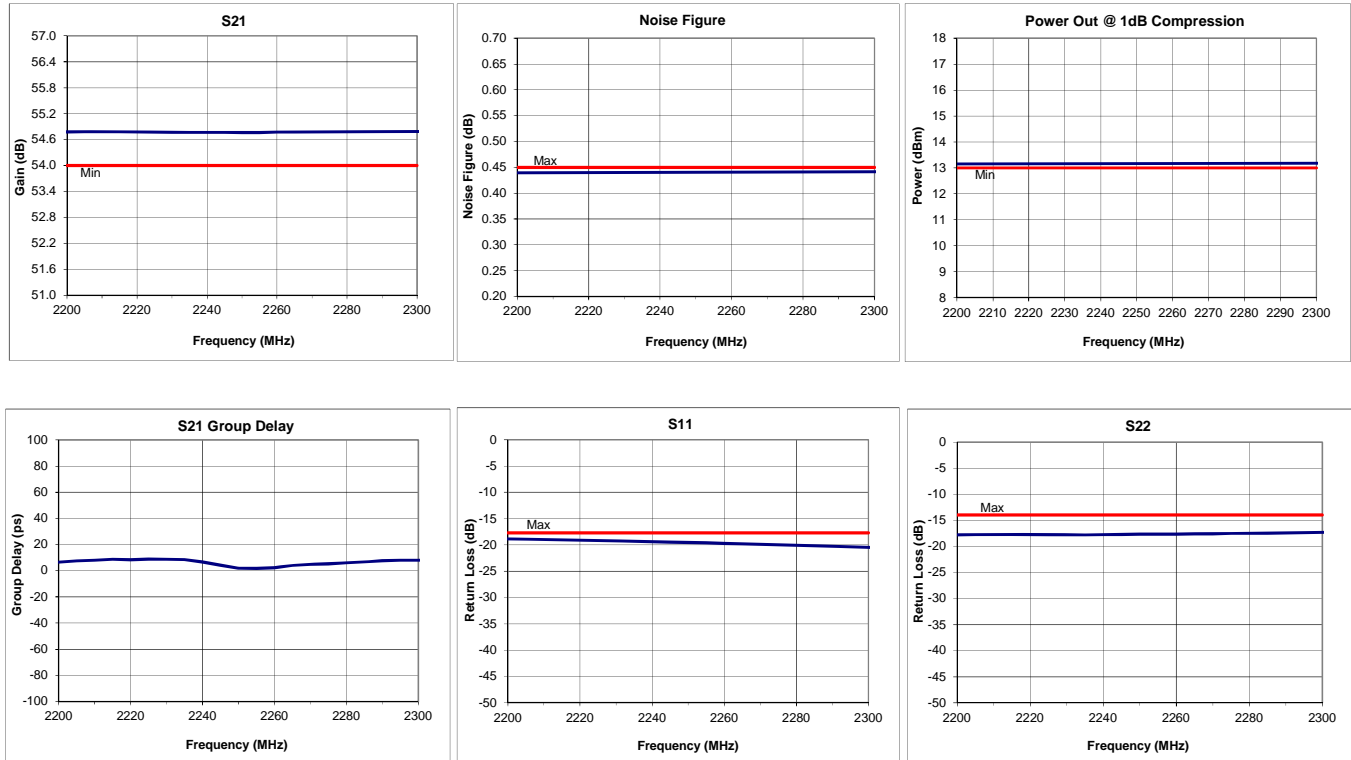 S21
57.0
56.4
55.8
55.2
54.6
54.0
53.4
52.8
52.2
51.6
51.0
Gain (dB)
Min
2200 2220 2240 2260 2280 2300
Frequency (MHz)
Noise Figure
0.70
0.65
0.60
0.55
0.50
0.45
0.40
0.35
0.30
0.25
0.20
Noise Figure (dB)
Max
2200 2220 2240 2260 2280 2300
Frequency (MHz)
Power Out @ 1dB Compression
18
17
16
15
14
13
12
11
10
9
8
Power (dBm)
Min
2200 2210 2220 2230 2240 2250 2260 2270 2280 2290 2300
Frequency (MHz)
S21 Group Delay
100
80
60
40
20
0
-20
-40
-60
-80
-100
Group Delay (ps)
2200 2220 2240 2260 2280 2300
Frequency (MHz)
S11
0
-5
-10
-15
-20
-25
-30
-35
-40
-45
-50
Return Loss (dB)
Max
2200 2220 2240 2260 2280 2300
Frequency (MHz)
S22
0
-5
-10
-15
-20
-25
-30
-35
-40
-45
-50
Return Loss (dB)
Max
2200 2220 2240 2260 2280 2300
Frequency (MHz)